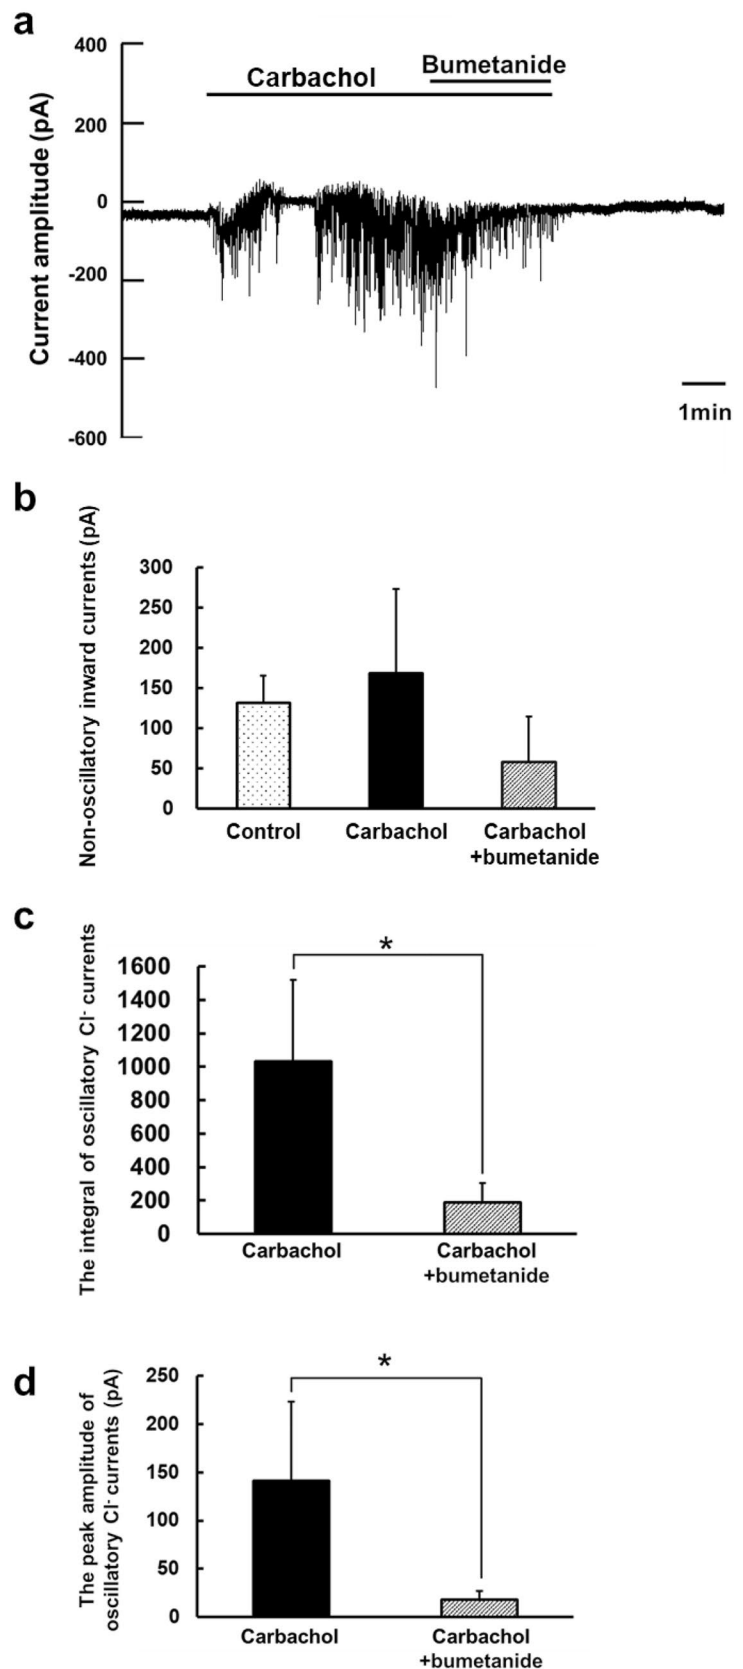 a
400
200
0
-200
-400
-600
Current amplitude (pA)
Carbachol
Bumetanide
1min
b
Non-oscillatory inward currents (pA)
300
250
200
150
100
50
0
Control
Carbachol
Carbachol
+bumetanide
c
The integral of oscillatory Cl- currents
1600
1400
1200
1000
800
600
400
200
0
*
Carbachol
Carbachol
+bumetanide
d
The peak amplitude of
oscillatory Cl- currents (pA)
250
200
150
100
50
0
*
Carbachol
Carbachol
+bumetanide